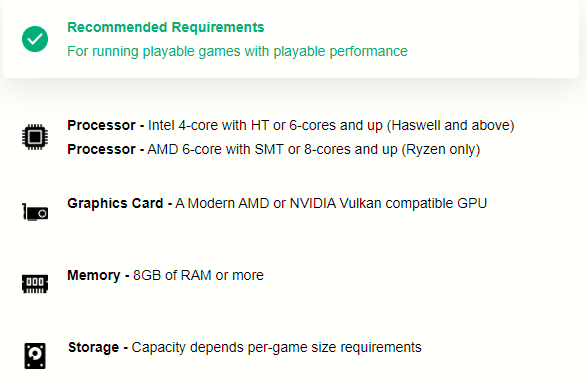 Recommended Requirements
For running playable games with playable performance
Processor - Intel 4-core with HT or 6-cores and up (Haswell and above)
Processor - AMD 6-core with SMT or 8-cores and up (Ryzen only)
Graphics Card - A Modern AMD or NVIDIA Vulkan compatible GPU
Memory - 8GB of RAM or more
Storage - Capacity depends per-game size requirements